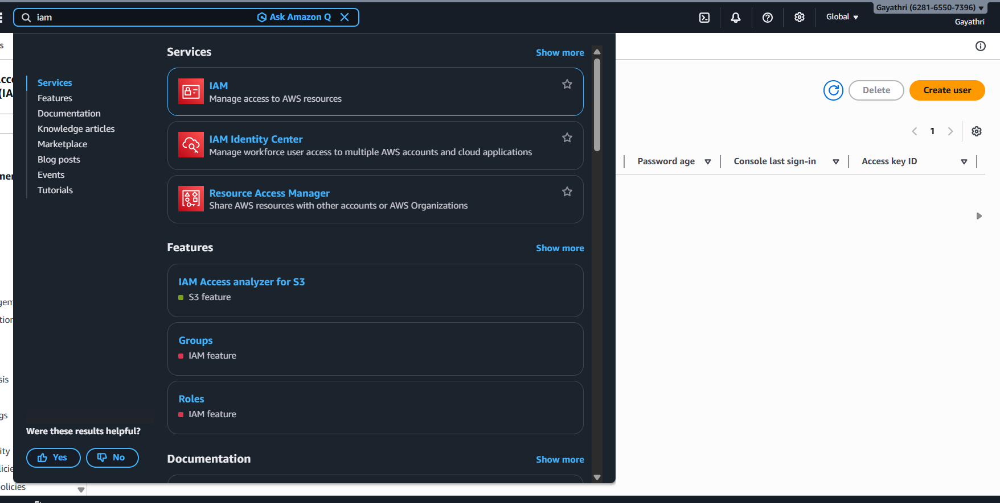 iam
Ask Amazon Q
Global
Gayathri (6281-6550-7396)
Gayathri
Services
Features
Documentation
Knowledge articles
Marketplace
Blog posts
Events
Tutorials
Were these results helpful?
Yes
No
Services
Show more
IAM
Manage access to AWS resources
IAM Identity Center
Manage workforce user access to multiple AWS accounts and cloud applications
Resource Access Manager
Share AWS resources with other accounts or AWS Organizations
Features
Show more
IAM Access analyzer for S3
S3 feature
Groups
IAM feature
Roles
IAM feature
Documentation
Show more
Delete
Create user
1
Password age
Console last sign-in
Access key ID